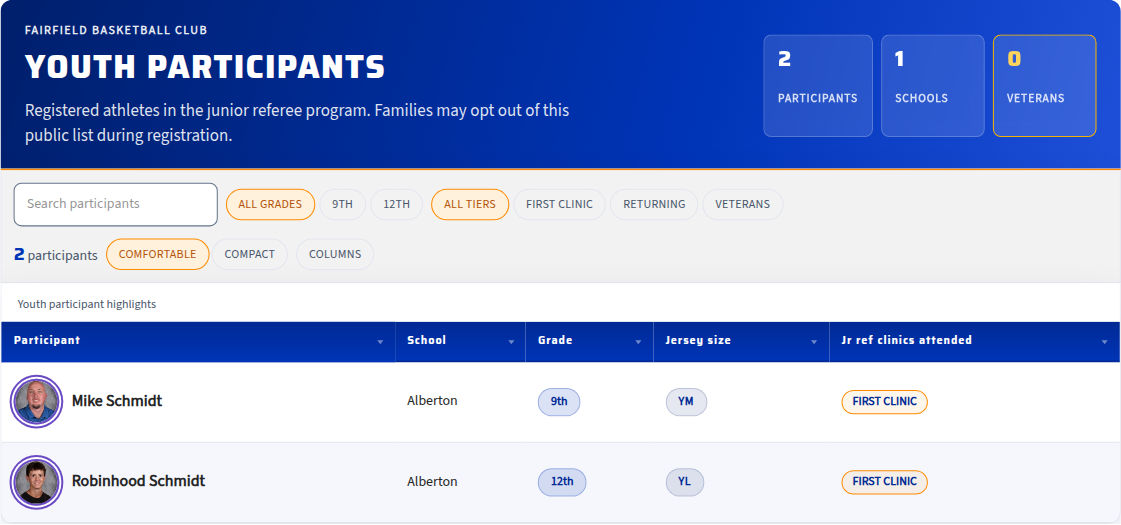 FAIRFIELD BASKETBALL CLUB
YOUTH PARTICIPANTS
Registered athletes in the junior referee program. Families may opt out of this
public list during registration.
2
PARTICIPANTS
1
SCHOOLS
0
VETERANS
Search participants
ALL GRADES
9TH
12TH
ALL TIERS
FIRST CLINIC
RETURNING
VETERANS
2 participants
COMFORTABLE
COMPACT
COLUMNS
Youth participant highlights
Participant School Grade Jersey size Jr ref clinics attended
Mike Schmidt Alberton 9th YM FIRST CLINIC
Robinhood Schmidt Alberton 12th YL FIRST CLINIC